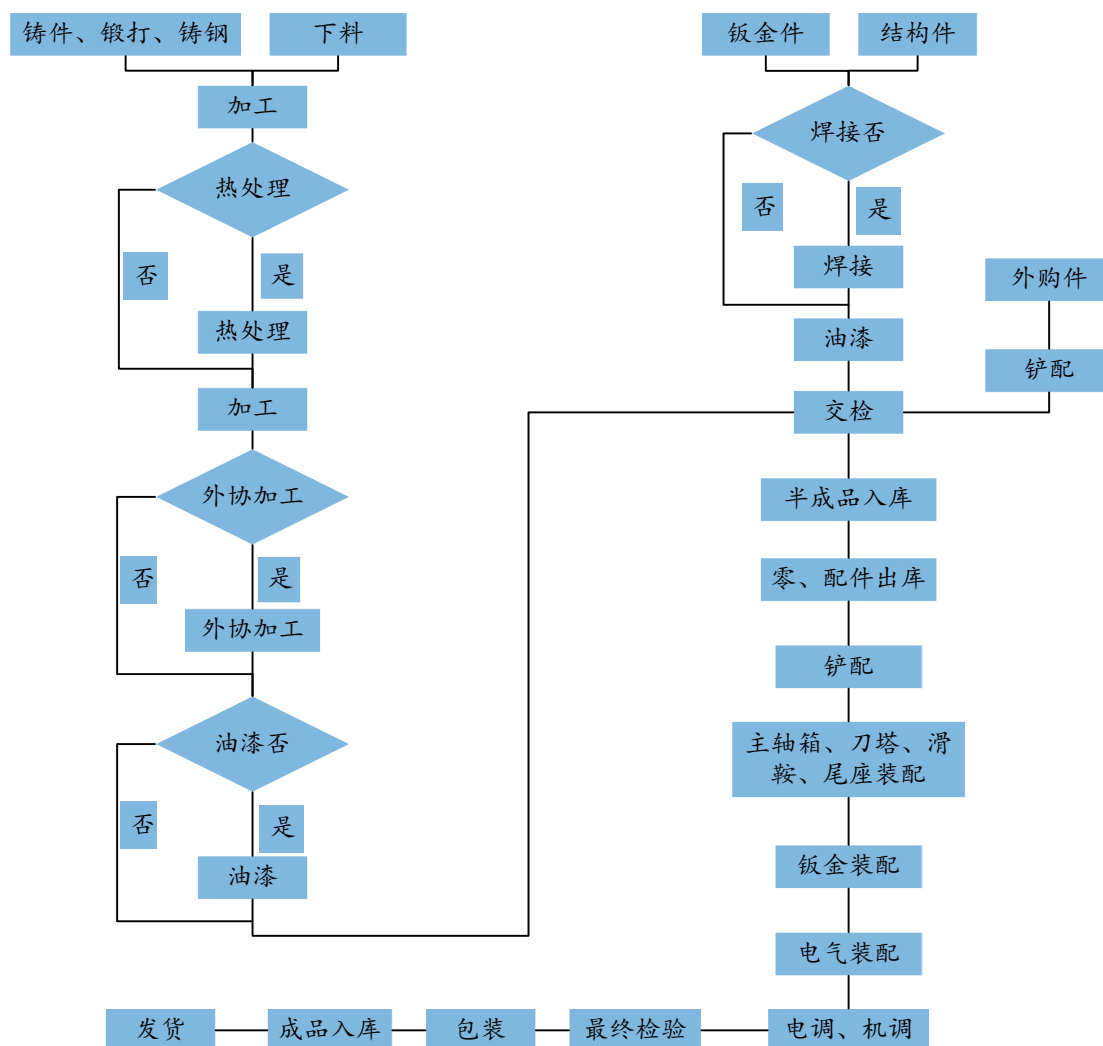 铸件、锻打、铸钢
下料
加工
热处理
否
是
热处理
加工
外协加工
否
是
外协加工
油漆否
否
是
油漆
钣金件
结构件
焊接否
否
是
焊接
油漆
外购件
铲配
交检
半成品入库
零、配件出库
铲配
主轴箱、刀塔、滑
鞍、尾座装配
钣金装配
电气装配
电调、机调
最终检验
包装
成品入库
发货